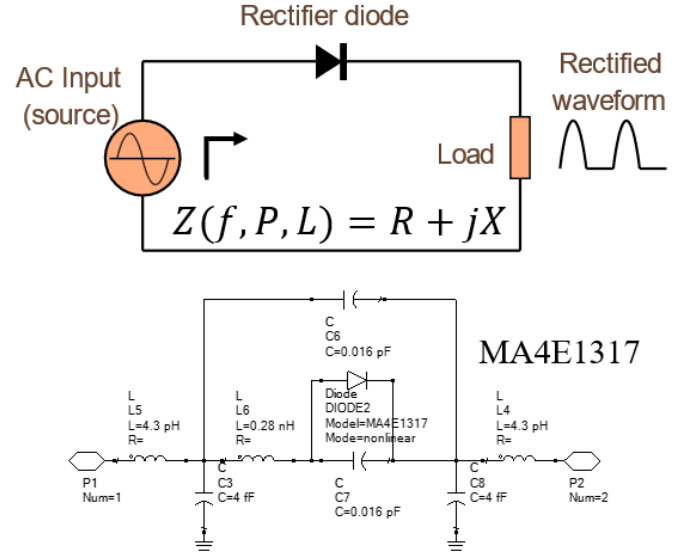 Rectifier diode
AC Input
(source)
Rectified
waveform
Load
Z(f, P, L) = R + jX
C
C6
C=0.016 pF
MA4E1317
L
L5
L=4.3 pH
R=
L
L6
L=0.28 nH
R=
Diode
DIODE2
Model=MA4E1317
Mode=nonlinear
L
L4
L=4.3 pH
R=
P1
Num=1
C
C3
C=4 fF
C
C7
C=0.016 pF
C
C8
C=4 fF
P2
Num=2